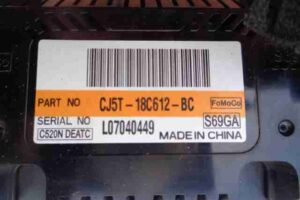 PART NO CJ5T-18C612-BC FoMoCo
SERIAL NO L07040449 S69GA
C520N DEATC MADE IN CHINA